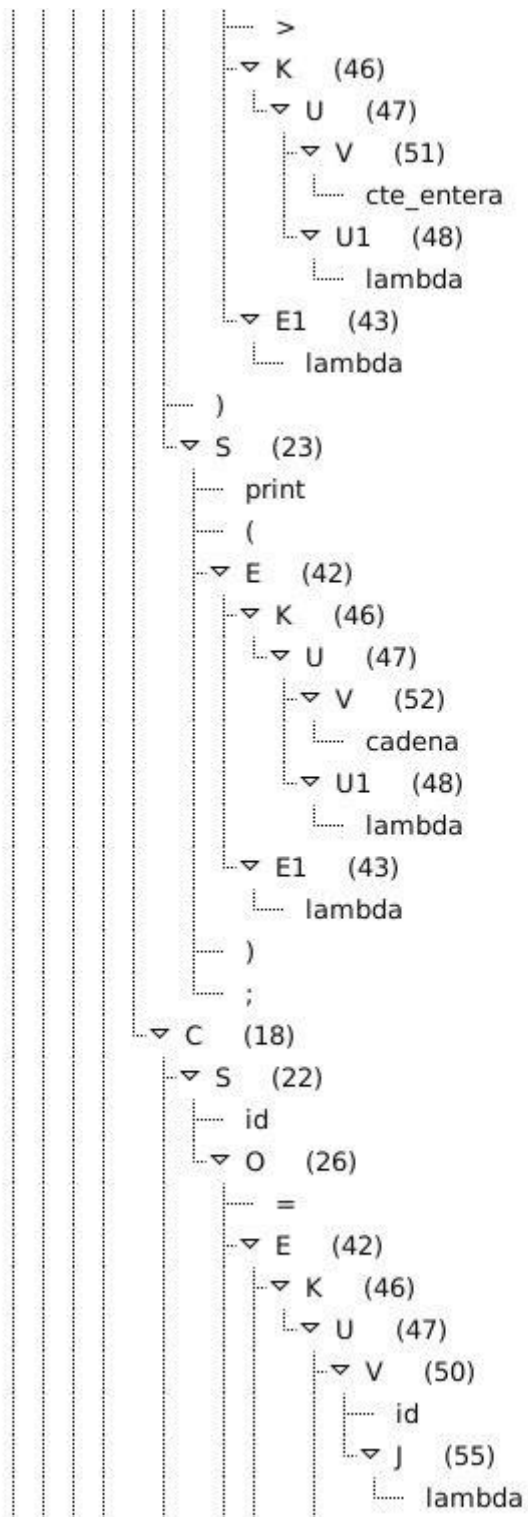 >
K (46)
U (47)
V (51)
cte_entera
U1 (48)
lambda
E1 (43)
lambda
)
S (23)
print
(
E (42)
K (46)
U (47)
V (52)
cadena
U1 (48)
lambda
E1 (43)
lambda
)
;
C (18)
S (22)
id
O (26)
=
E (42)
K (46)
U (47)
V (50)
id
J (55)
lambda